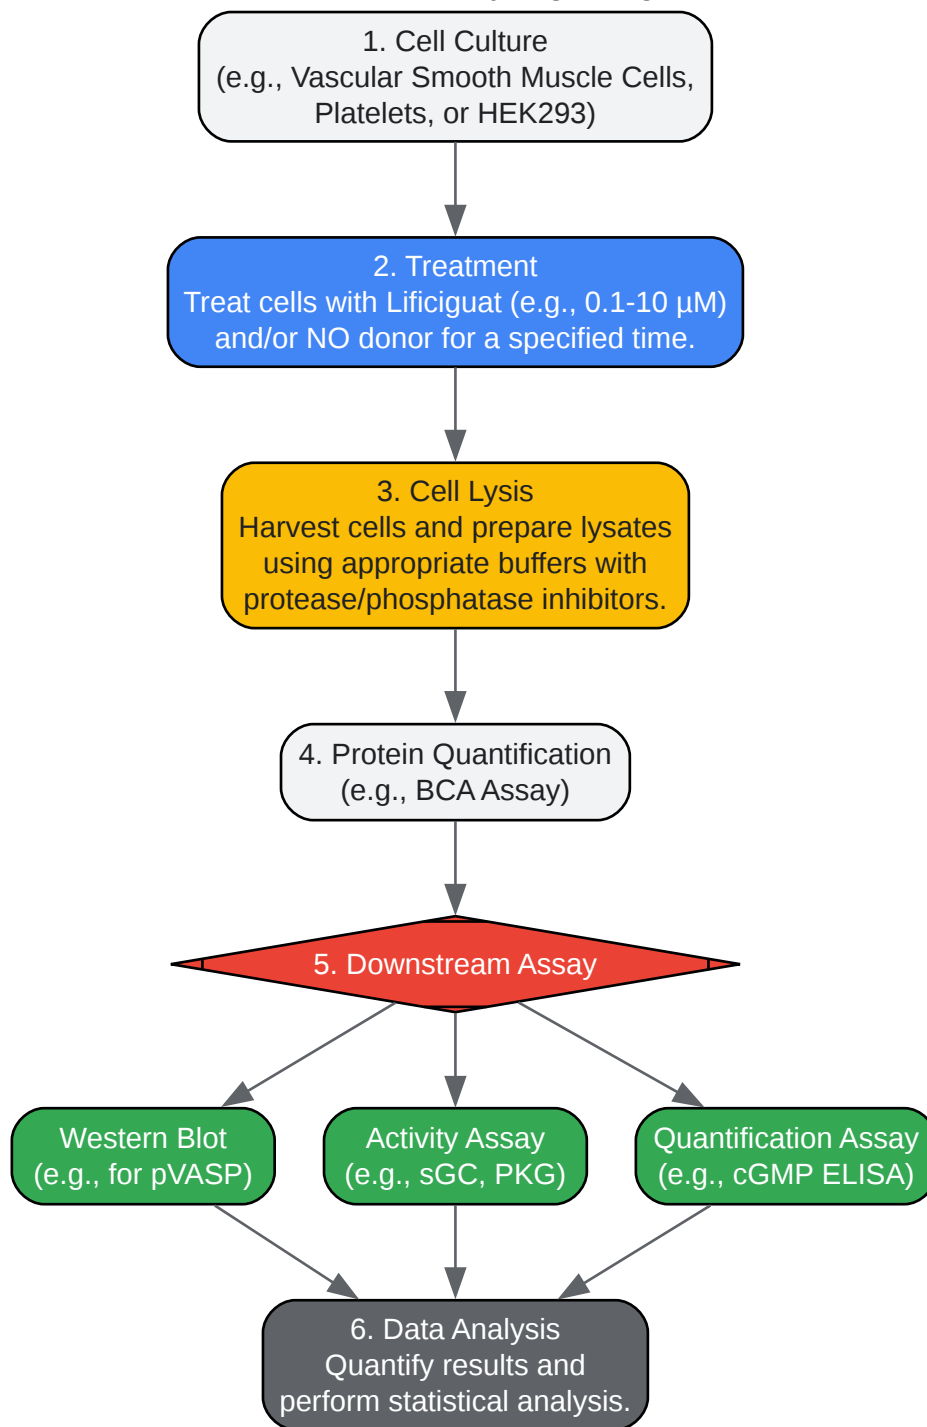 1. Cell Culture
(e.g., Vascular Smooth Muscle Cells,
Platelets, or HEK293)
2. Treatment
Treat cells with Lificiguat (e.g., 0.1-10 µM)
and/or NO donor for a specified time.
3. Cell Lysis
Harvest cells and prepare lysates
using appropriate buffers with
protease/phosphatase inhibitors.
4. Protein Quantification
(e.g., BCA Assay)
5. Downstream Assay
Western Blot
(e.g., for pVASP)
Activity Assay
(e.g., sGC, PKG)
Quantification Assay
(e.g., cGMP ELISA)
6. Data Analysis
Quantify results and
perform statistical analysis.